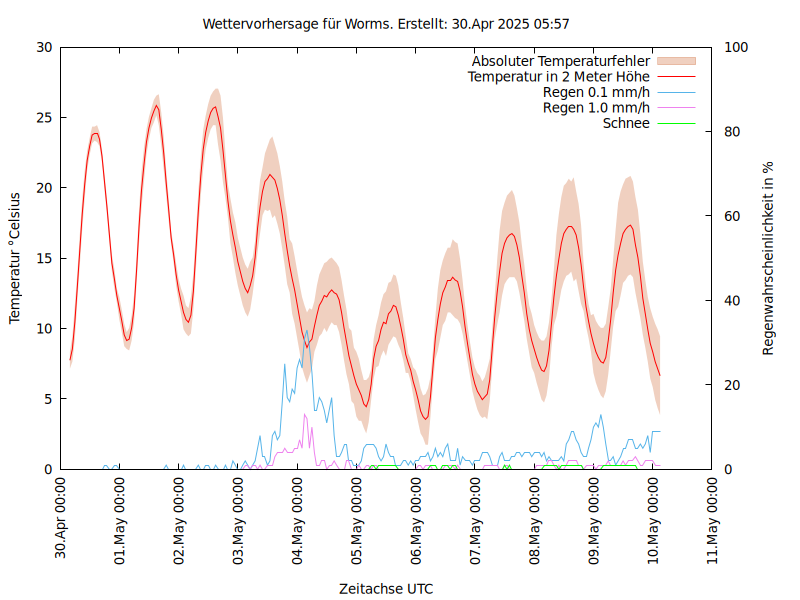 Wettervorhersage für Worms. Erstellt: 30.Apr 2025 05:57
30
25
20
15
10
5
0
100
80
60
40
20
0
Absoluter Temperaturfehler
Temperatur in 2 Meter Höhe
Regen 0.1 mm/h
Regen 1.0 mm/h
Schnee
Temperatur °Celsius
Regenwahrscheinlichkeit in %
30.Apr 00:00
01.May 00:00
02.May 00:00
03.May 00:00
04.May 00:00
05.May 00:00
06.May 00:00
07.May 00:00
08.May 00:00
09.May 00:00
10.May 00:00
11.May 00:00
Zeitachse UTC